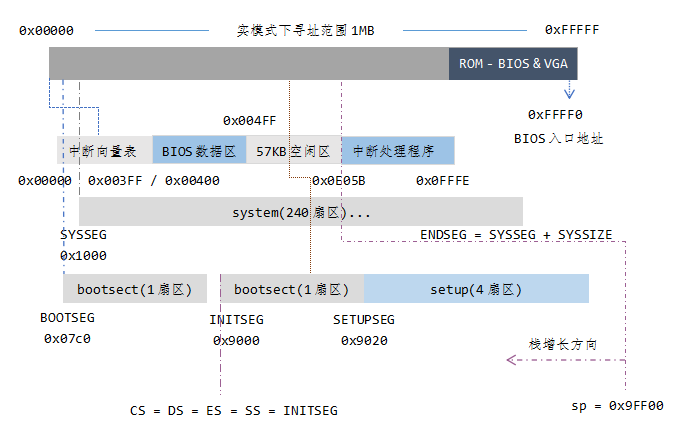 0x00000
实模式下寻址范围 1MB
0xFFFFF
ROM - BIOS & VGA
0xFFFF0
BIOS 入口地址
0x004FF
中断向量表
BIOS 数据区
57KB 空闲区
中断处理程序
0x00000
0x003FF / 0x00400
0x0E05B
0x0FFFE
system(240 扇区)...
SYSSEG
0x1000
ENDSEG = SYSSEG + SYSSIZE
bootsect(1 扇区)
bootsect(1 扇区)
setup(4 扇区)
BOOTSEG
0x07c0
INITSEG
0x9000
SETUPSEG
0x9020
栈增长方向
CS = DS = ES = SS = INITSEG
sp = 0x9FF00